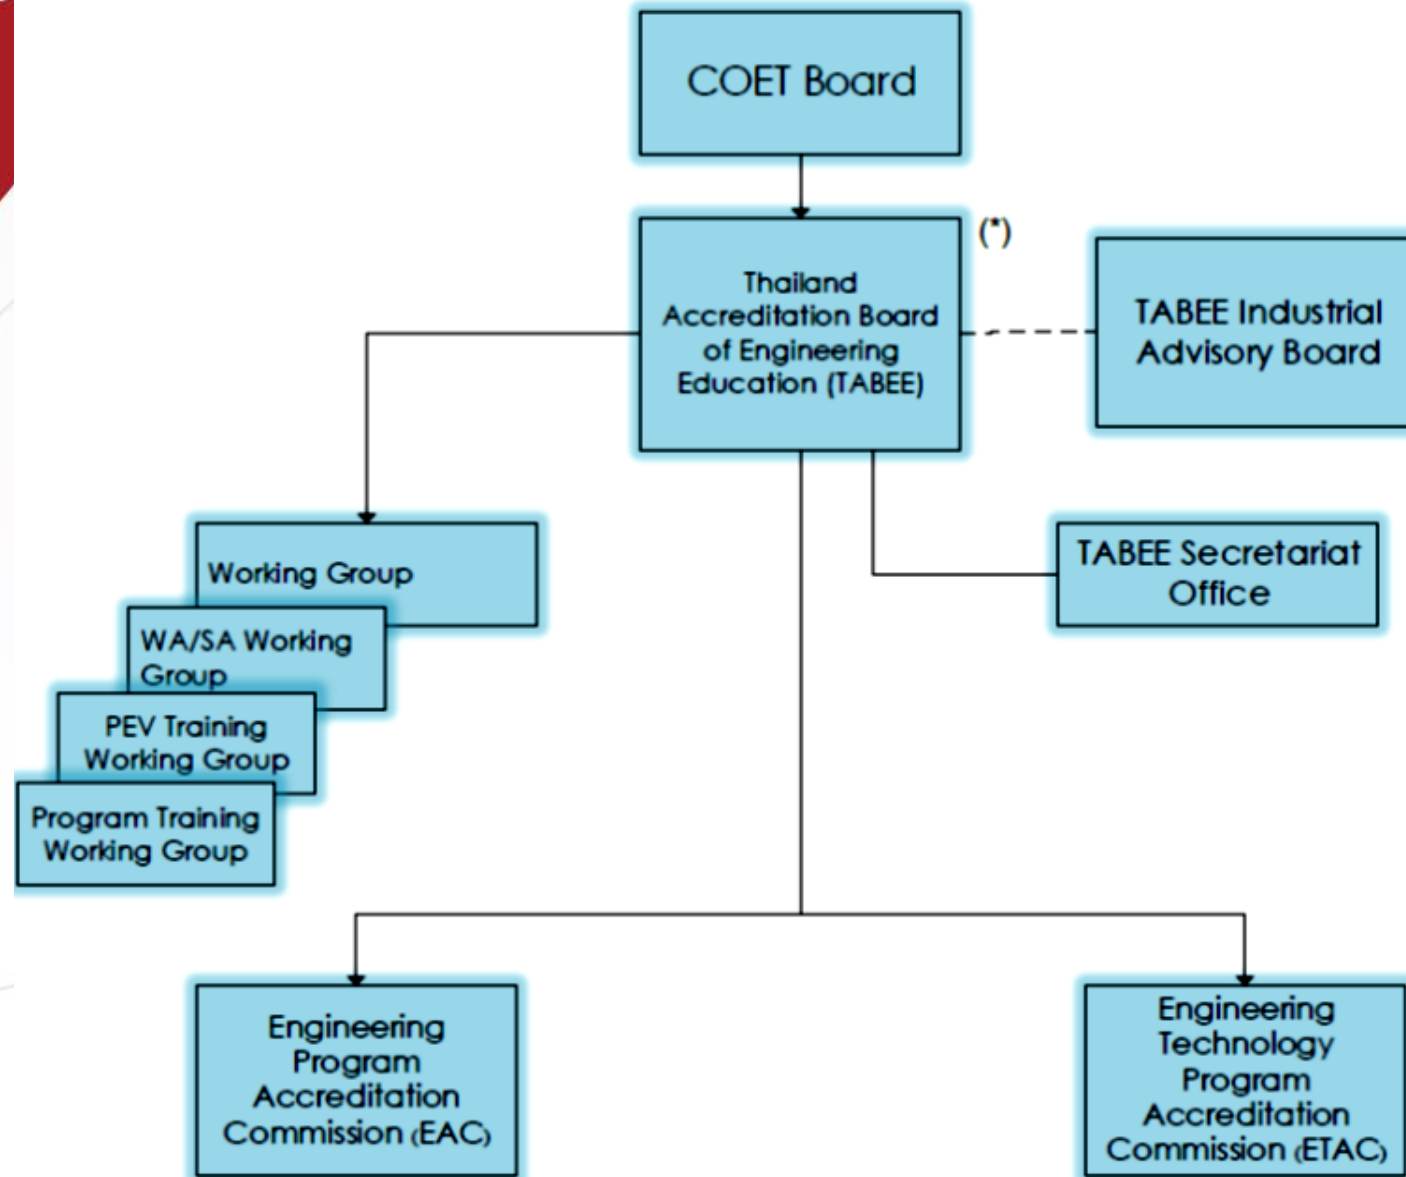 COET Board
(*)
Thailand
Accreditation Board
of Engineering
Education (TABEE)
TABEE Industrial
Advisory Board
Working Group
TABEE Secretariat
Office
WA/SA Working
Group
PEV Training
Working Group
Program Training
Working Group
Engineering
Program
Accreditation
Commission (EAC)
Engineering
Technology
Program
Accreditation
Commission (ETAC)